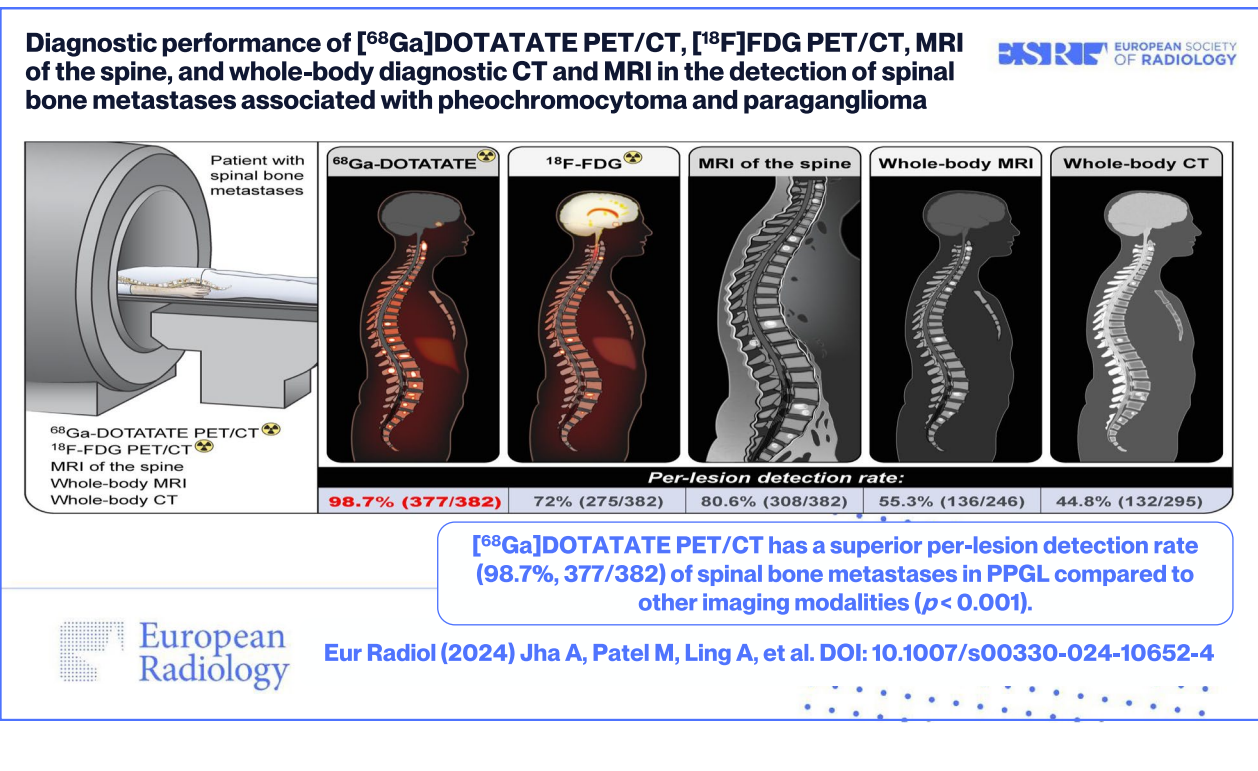 Diagnostic performance of [⁶⁸Ga]DOTATATE PET/CT, [¹⁸F]FDG PET/CT, MRI
of the spine, and whole-body diagnostic CT and MRI in the detection of spinal
bone metastases associated with pheochromocytoma and paraganglioma
ESR
EUROPEAN SOCIETY
OF RADIOLOGY
Patient with
spinal bone
metastases
⁶⁸Ga-DOTATATE PET/CT
¹⁸F-FDG PET/CT
MRI of the spine
Whole-body MRI
Whole-body CT
⁶⁸Ga-DOTATATE
¹⁸F-FDG
MRI of the spine
Whole-body MRI
Whole-body CT
Per-lesion detection rate:
98.7% (377/382)
72% (275/382)
80.6% (308/382)
55.3% (136/246)
44.8% (132/295)
[⁶⁸Ga]DOTATATE PET/CT has a superior per-lesion detection rate
(98.7%, 377/382) of spinal bone metastases in PPGL compared to
other imaging modalities (p < 0.001).
European
Radiology
Eur Radiol (2024) Jha A, Patel M, Ling A, et al. DOI: 10.1007/s00330-024-10652-4